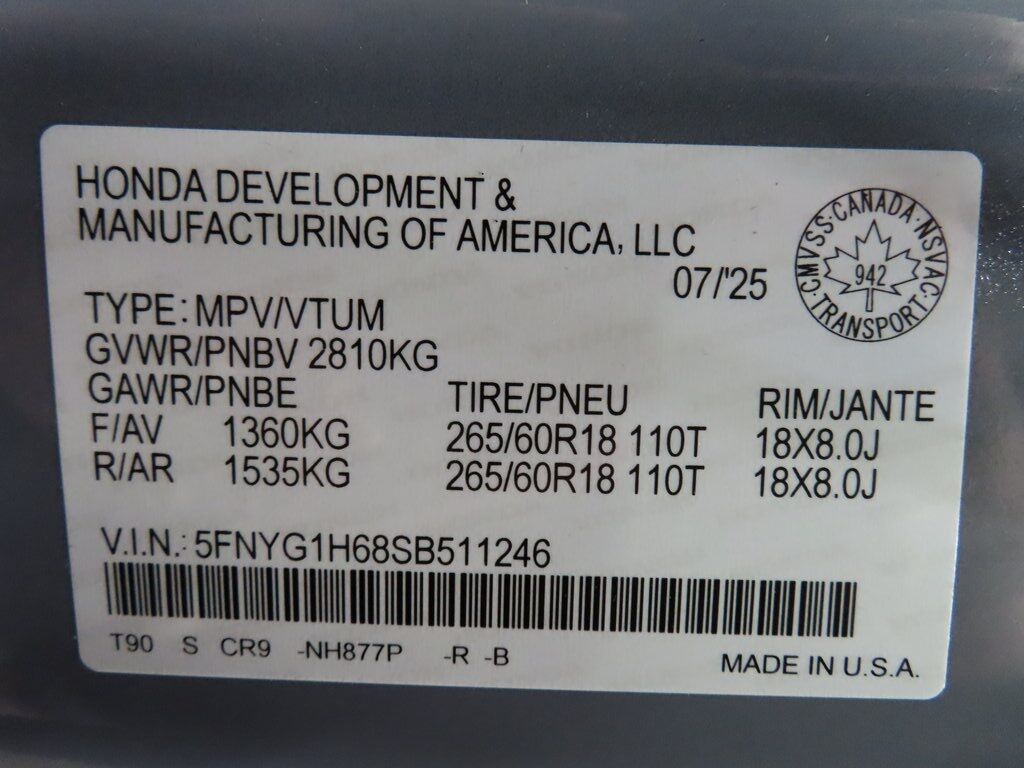 HONDA DEVELOPMENT &
MANUFACTURING OF AMERICA, LLC
07/'25
CMVSS · CANADA · NSVAC · TRANSPORT ·
942
TYPE: MPV/VTUM
GVWR/PNBV 2810KG
GAWR/PNBE TIRE/PNEU RIM/JANTE
F/AV 1360KG 265/60R18 110T 18X8.0J
R/AR 1535KG 265/60R18 110T 18X8.0J
V.I.N.: 5FNYG1H68SB511246
T90 S CR9 -NH877P -R -B
MADE IN U.S.A.